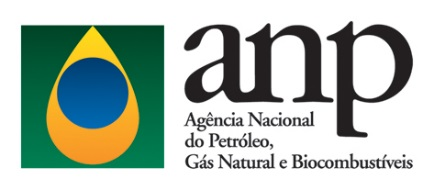 anp
Agência Nacional
do Petróleo,
Gás Natural e Biocombustíveis